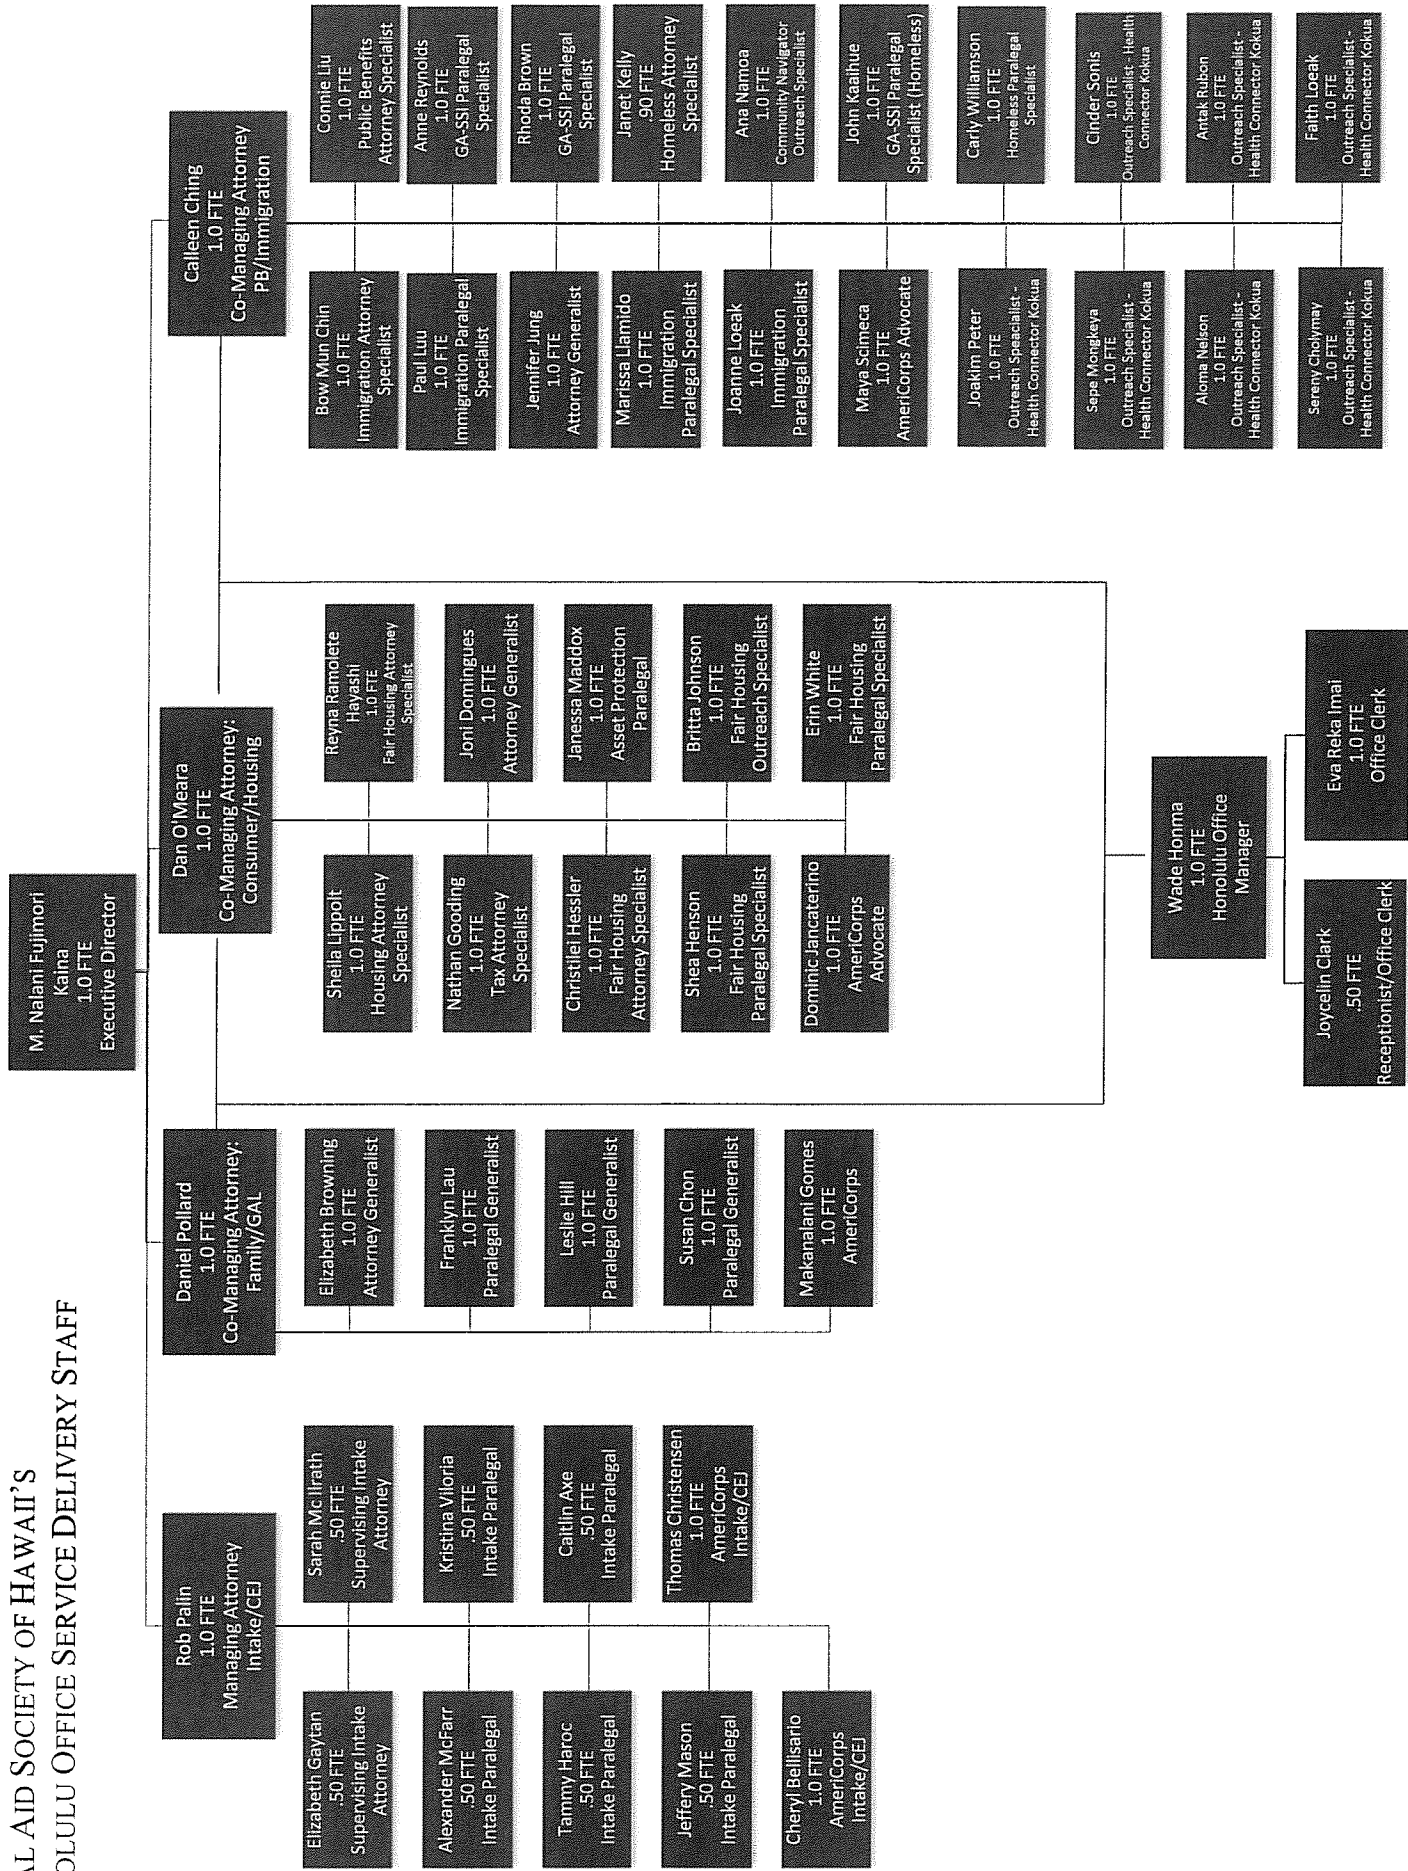 AL AID SOCIETY OF HAWAII'S
OLULU OFFICE SERVICE DELIVERY STAFF
M. Nalani Fujimori
Kaina
1.0 FTE
Executive Director
Rob Palin
1.0 FTE
Managing Attorney
Intake/CEJ
Elizabeth Gaytan
.50 FTE
Supervising Intake
Attorney
Sarah Mc Ilrath
.50 FTE
Supervising Intake
Attorney
Alexander McFarr
.50 FTE
Intake Paralegal
Kristina Viloria
.50 FTE
Intake Paralegal
Tammy Haroc
.50 FTE
Intake Paralegal
Caitlin Axe
.50 FTE
Intake Paralegal
Jeffery Mason
.50 FTE
Intake Paralegal
Thomas Christensen
1.0 FTE
AmeriCorps
Intake/CEJ
Cheryl Bellisario
1.0 FTE
AmeriCorps
Intake/CEJ
Daniel Pollard
1.0 FTE
Co-Managing Attorney:
Family/GAL
Elizabeth Browning
1.0 FTE
Attorney Generalist
Franklyn Lau
1.0 FTE
Paralegal Generalist
Leslie Hill
1.0 FTE
Paralegal Generalist
Susan Chon
1.0 FTE
Paralegal Generalist
Makanalani Gomes
1.0 FTE
AmeriCorps
Dan O'Meara
1.0 FTE
Co-Managing Attorney:
Consumer/Housing
Sheila Lippolt
1.0 FTE
Housing Attorney
Specialist
Reyna Ramolete
Hayashi
1.0 FTE
Fair Housing Attorney
Specialist
Nathan Gooding
1.0 FTE
Tax Attorney
Specialist
Joni Domingues
1.0 FTE
Attorney Generalist
Christilei Hessler
1.0 FTE
Fair Housing
Attorney Specialist
Janessa Maddox
1.0 FTE
Asset Protection
Paralegal
Shea Henson
1.0 FTE
Fair Housing
Paralegal Specialist
Britta Johnson
1.0 FTE
Fair Housing
Outreach Specialist
Dominic Jancaterino
1.0 FTE
AmeriCorps
Advocate
Erin White
1.0 FTE
Fair Housing
Paralegal Specialist
Calleen Ching
1.0 FTE
Co-Managing Attorney
PB/Immigration
Bow Mun Chin
1.0 FTE
Immigration Attorney
Specialist
Connie Liu
1.0 FTE
Public Benefits
Attorney Specialist
Paul Luu
1.0 FTE
Immigration Paralegal
Specialist
Anne Reynolds
1.0 FTE
GA-SSI Paralegal
Specialist
Jennifer Jung
1.0 FTE
Attorney Generalist
Rhoda Brown
1.0 FTE
GA-SSI Paralegal
Specialist
Marissa Llamido
1.0 FTE
Immigration
Paralegal Specialist
Janet Kelly
.90 FTE
Homeless Attorney
Specialist
Joanne Loeak
1.0 FTE
Immigration
Paralegal Specialist
Ana Namoa
1.0 FTE
Community Navigator
Outreach Specialist
Maya Scimeca
1.0 FTE
AmeriCorps Advocate
John Kaaihue
1.0 FTE
GA-SSI Paralegal
Specialist (Homeless)
Joakim Peter
1.0 FTE
Outreach Specialist -
Health Connector Kokua
Carly Williamson
1.0 FTE
Homeless Paralegal
Specialist
Sepe Mongkeya
1.0 FTE
Outreach Specialist -
Health Connector Kokua
Cinder Sonis
1.0 FTE
Outreach Specialist - Health
Connector Kokua
Aloma Nelson
1.0 FTE
Outreach Specialist -
Health Connector Kokua
Antak Rubon
1.0 FTE
Outreach Specialist -
Health Connector Kokua
Sereny Cholymay
1.0 FTE
Outreach Specialist -
Health Connector Kokua
Faith Loeak
1.0 FTE
Outreach Specialist -
Health Connector Kokua
Wade Honma
1.0 FTE
Honolulu Office
Manager
Joycelin Clark
.50 FTE
Receptionist/Office Clerk
Eva Reka Imai
1.0 FTE
Office Clerk